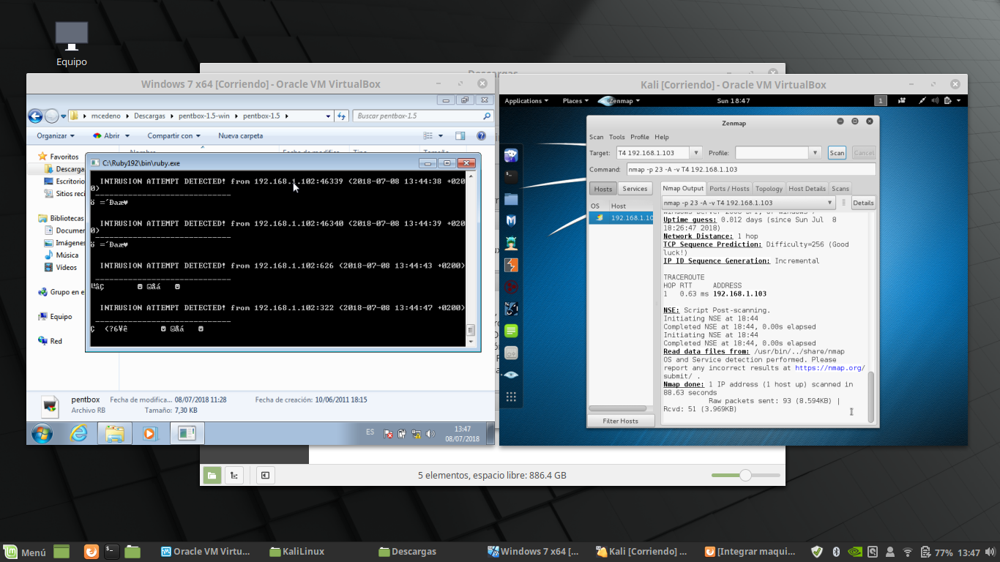 Equipo
Descargas
Windows 7 x64 [Corriendo] - Oracle VM VirtualBox
mcedeno
Descargas
pentbox-1.5-win
pentbox-1.5
Buscar pentbox-1.5
Organizar
Abrir
Compartir con
Nueva carpeta
Favoritos
Descarga
Escritorio
Sitios reci
Bibliotecas
Documen
Imágenes
Música
Vídeos
Grupo en e
Equipo
Red
C:\Ruby192\bin\ruby.exe
INTRUSION ATTEMPT DETECTED! from 192.168.1.102:46339 (2018-07-08 13:44:38 +020
0)
INTRUSION ATTEMPT DETECTED! from 192.168.1.102:46340 (2018-07-08 13:44:39 +020
0)
INTRUSION ATTEMPT DETECTED! from 192.168.1.102:626 (2018-07-08 13:44:43 +0200)
INTRUSION ATTEMPT DETECTED! from 192.168.1.102:322 (2018-07-08 13:44:47 +0200)
pentbox
Fecha de modifica... 08/07/2018 11:28
Fecha de creación: 10/06/2011 18:15
Archivo RB
Tamaño: 7,30 KB
ES
13:47
08/07/2018
Kali [Corriendo] - Oracle VM VirtualBox
Applications
Places
Zenmap
Sun 18:47
1
Zenmap
Scan Tools Profile Help
Target: T4 192.168.1.103
Profile:
Scan
Cancel
Command: nmap -p 23 -A -v T4 192.168.1.103
Hosts
Services
OS Host
192.168.1.10
Filter Hosts
Nmap Output
Ports / Hosts
Topology
Host Details
Scans
nmap -p 23 -A -v T4 192.168.1.103
Details
Uptime guess: 0.012 days (since Sun Jul 8
18:26:47 2018)
Network Distance: 1 hop
TCP Sequence Prediction: Difficulty=256 (Good
luck!)
IP ID Sequence Generation: Incremental
TRACEROUTE
HOP RTT ADDRESS
1 0.63 ms 192.168.1.103
NSE: Script Post-scanning.
Initiating NSE at 18:44
Completed NSE at 18:44, 0.00s elapsed
Initiating NSE at 18:44
Completed NSE at 18:44, 0.00s elapsed
Read data files from: /usr/bin/../share/nmap
OS and Service detection performed. Please
report any incorrect results at https://nmap.org/
submit/ .
Nmap done: 1 IP address (1 host up) scanned in
88.63 seconds
Raw packets sent: 93 (8.594KB) |
Rcvd: 51 (3.969KB)
5 elementos, espacio libre: 886.4 GB
Menú
Oracle VM Virtu...
KaliLinux
Descargas
Windows 7 x64 [...
Kali [Corriendo] ...
[Integrar maqui...
77%
13:47